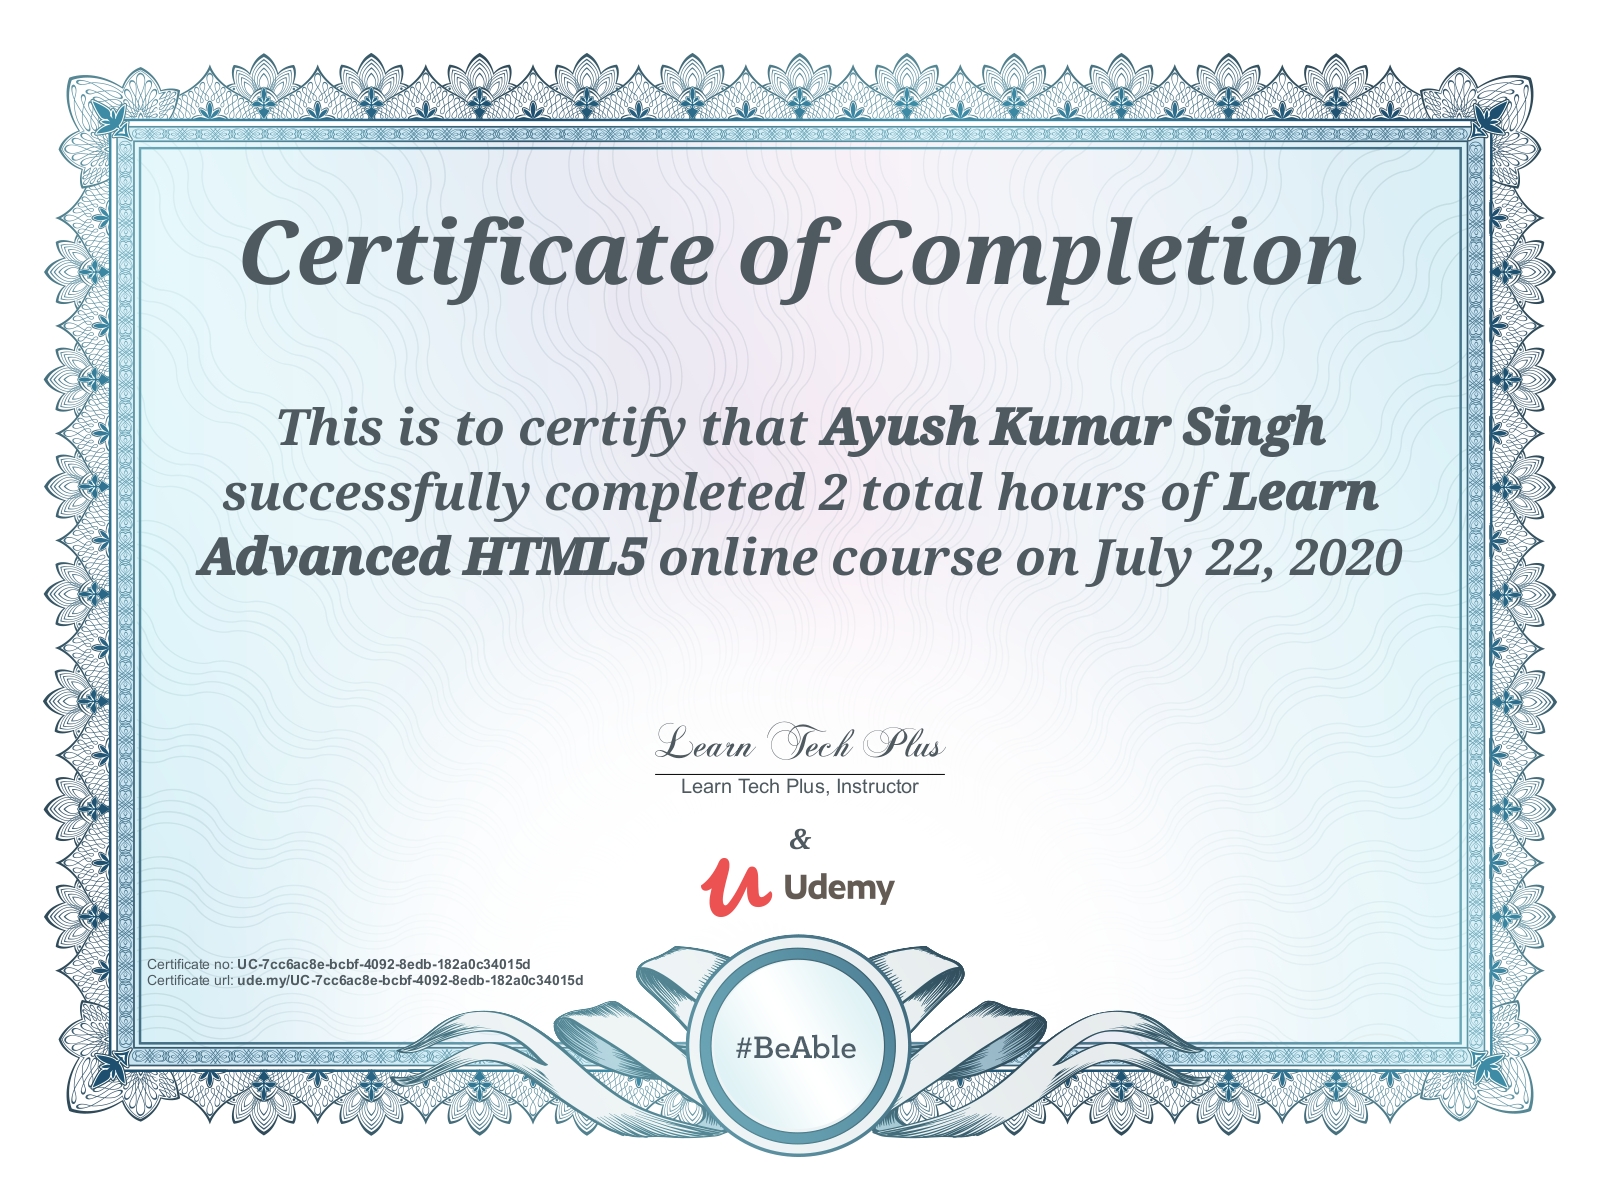 Certificate of Completion
This is to certify that Ayush Kumar Singh
successfully completed 2 total hours of Learn
Advanced HTML5 online course on July 22, 2020
Learn Tech Plus
Learn Tech Plus, Instructor
&
Udemy
Certificate no: UC-7cc6ac8e-bcbf-4092-8edb-182a0c34015d
Certificate url: ude.my/UC-7cc6ac8e-bcbf-4092-8edb-182a0c34015d
#BeAble